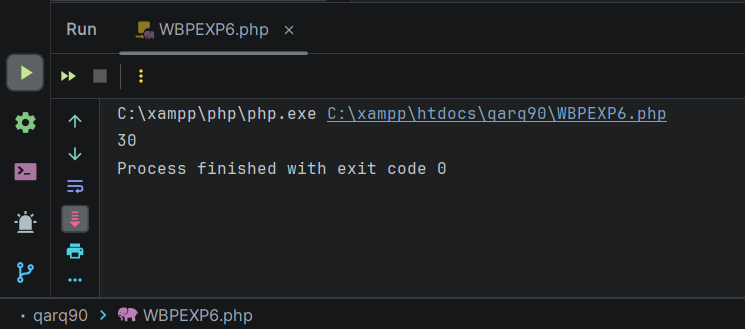 Run WBPEXP6.php
C:\xampp\php\php.exe C:\xampp\htdocs\qarq90\WBPEXP6.php
30
Process finished with exit code 0
qarq90 > WBPEXP6.php